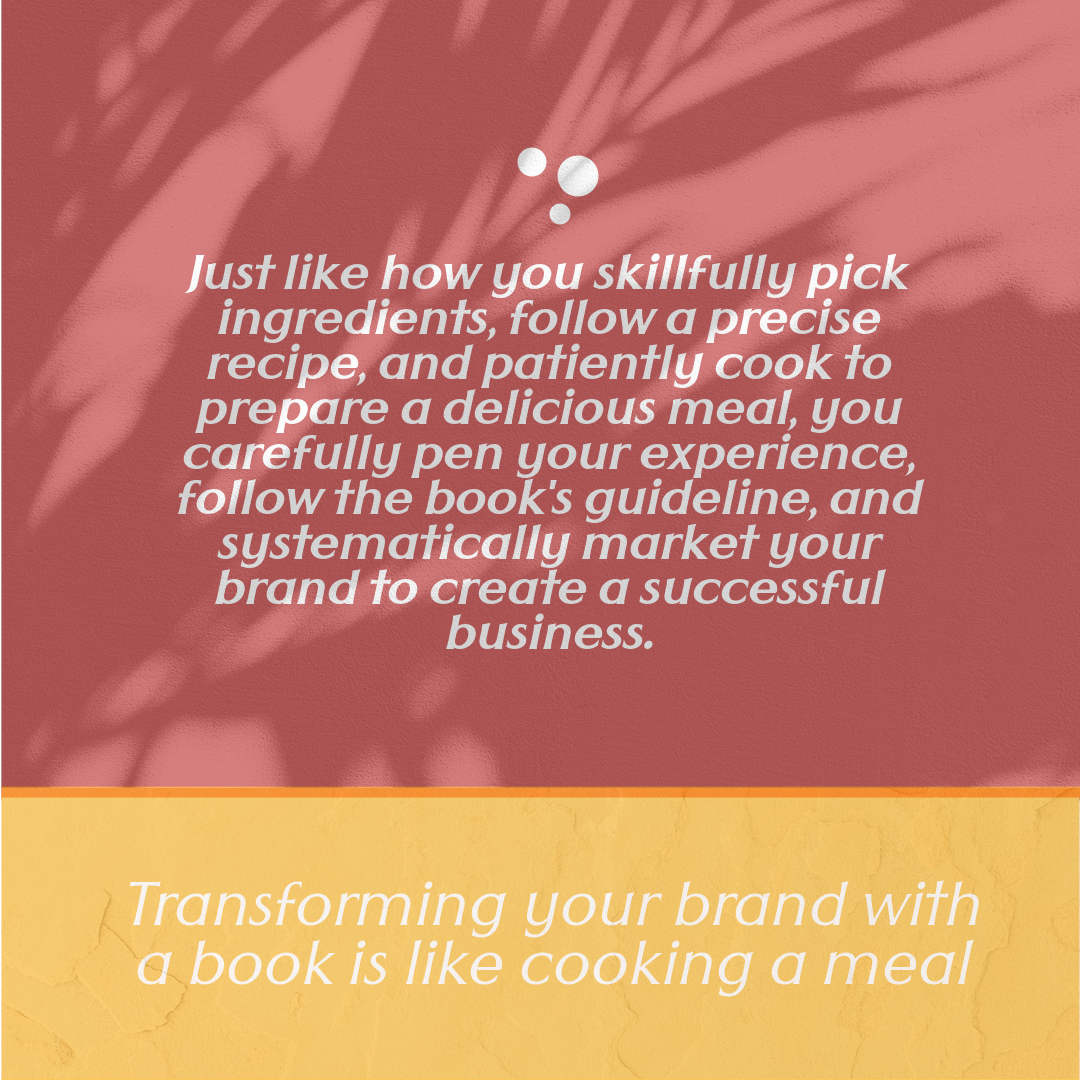 Just like how you skillfully pick
ingredients, follow a precise
recipe, and patiently cook to
prepare a delicious meal, you
carefully pen your experience,
follow the book's guideline, and
systematically market your
brand to create a successful
business.
Transforming your brand with
a book is like cooking a meal